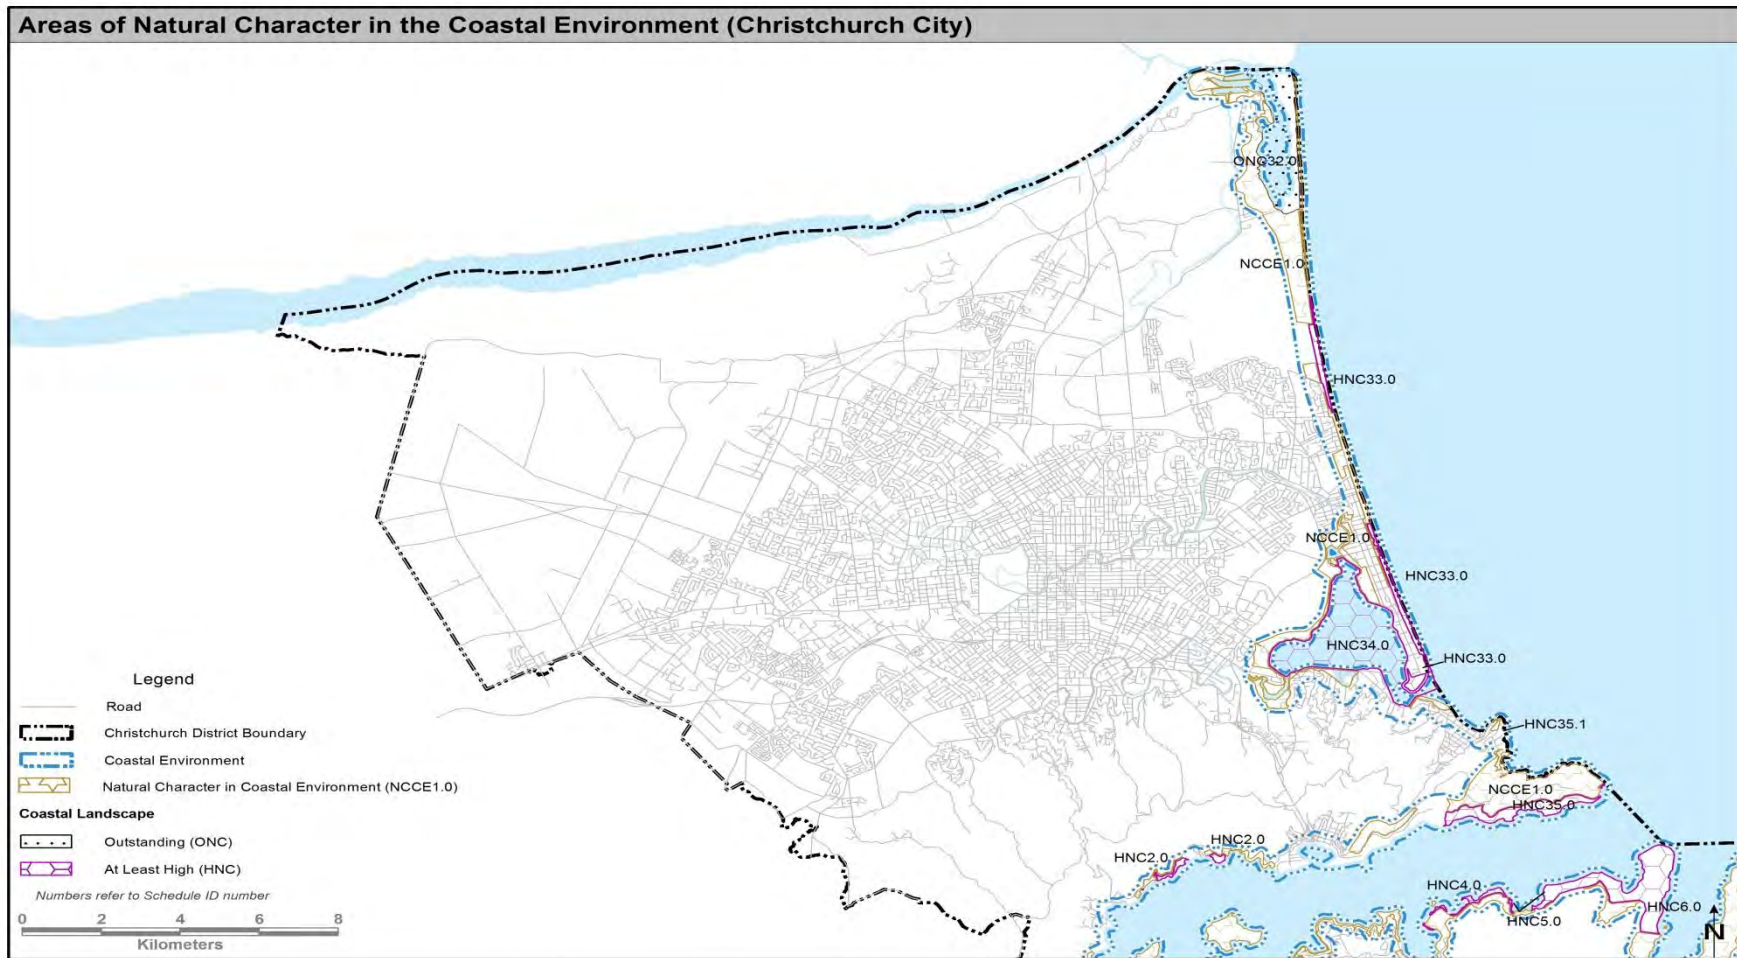 Areas of Natural Character in the Coastal Environment (Christchurch City)
ONC32.0
NCCE1.0
HNC33.0
NCCE1.0
HNC33.0
HNC34.0
HNC33.0
HNC35.1
NCCE1.0
HNC35.0
HNC2.0
HNC2.0
HNC4.0
HNC5.0
HNC6.0
N
Legend
Road
Christchurch District Boundary
Coastal Environment
Natural Character in Coastal Environment (NCCE1.0)
Coastal Landscape
Outstanding (ONC)
At Least High (HNC)
Numbers refer to Schedule ID number
0 2 4 6 8
Kilometers